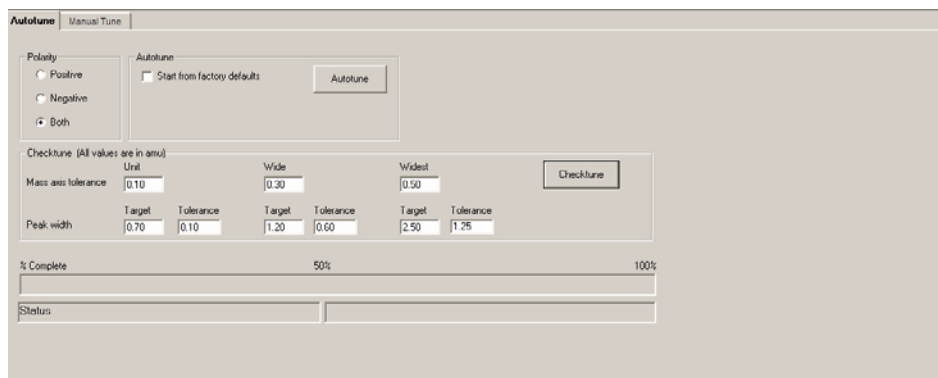 Autotune Manual Tune
Polarity Autotune
Positive Start from factory defaults Autotune
Negative
Both
Checktune (All values are in amu)
Unit Wide Widest
Mass axis tolerance 0.10 0.30 0.50 Checktune
Target Tolerance Target Tolerance Target Tolerance
Peak width 0.70 0.10 1.20 0.60 2.50 1.25
% Complete 50% 100%
Status